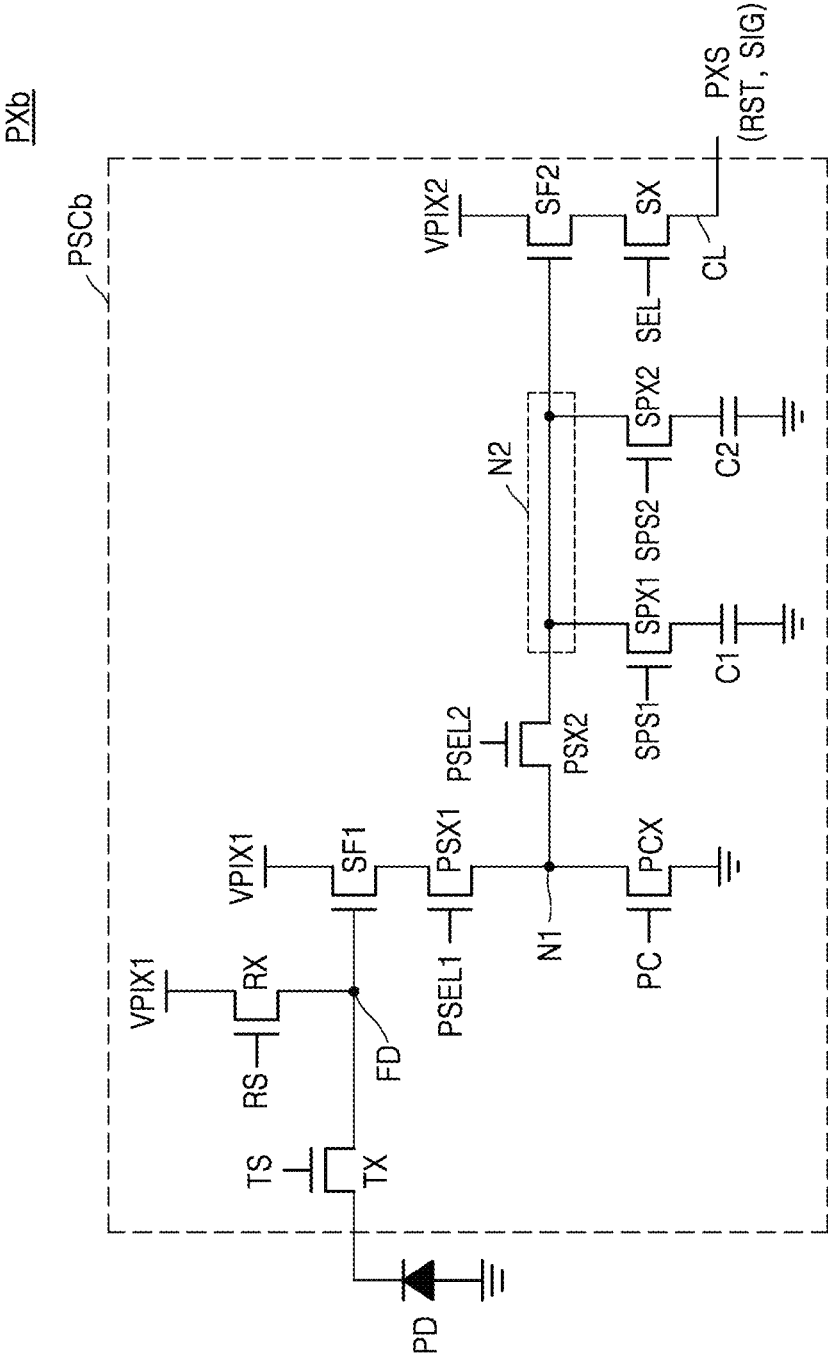 PXb
PSCb
VPIX2
SF2
SX
SEL
CL
PXS
(RST, SIG)
N2
SPX2
SPS2
C2
SPX1
SPS1
C1
PSEL2
PSX2
VPIX1
SF1
PSX1
PSEL1
N1
PCX
PC
VPIX1
RX
RS
FD
TS
TX
PD